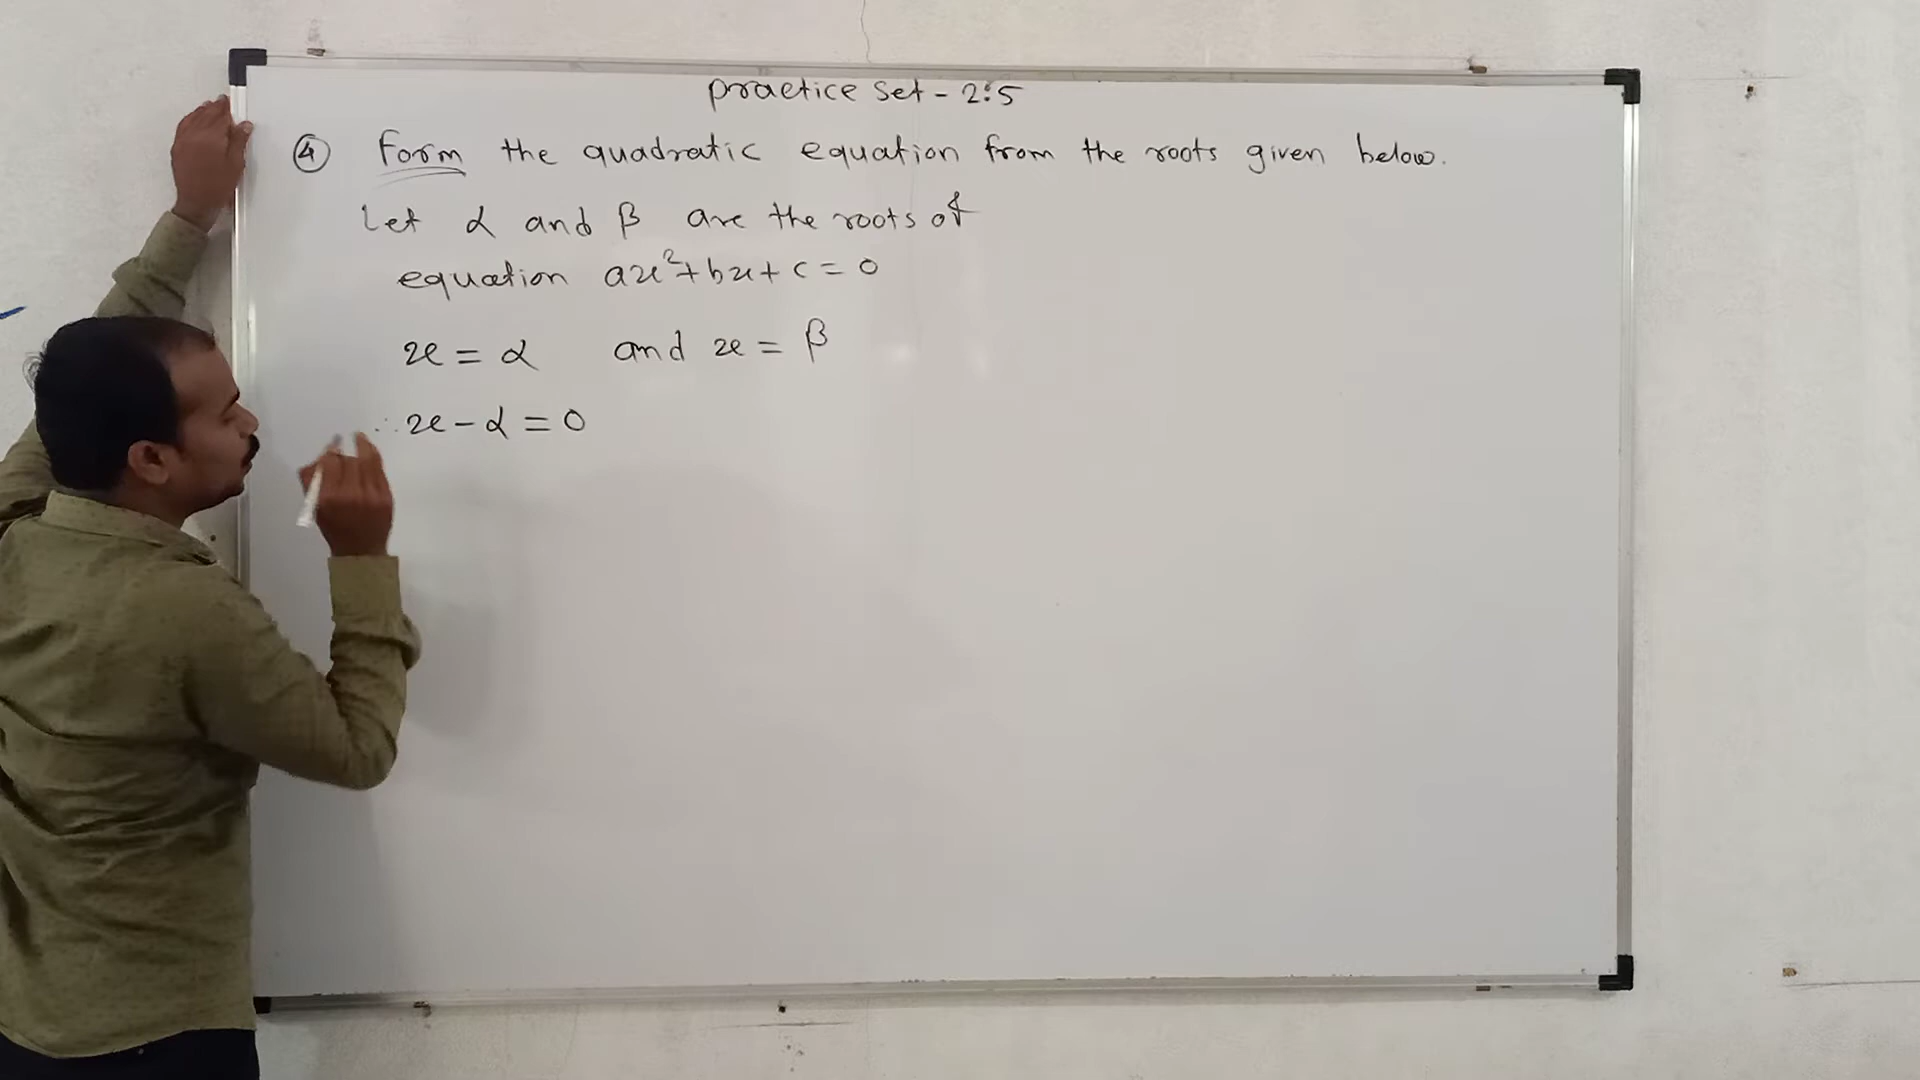 practice set - 2:5
④ Form the quadratic equation from the roots given below.
Let α and β are the roots of
equation ax²+bx+c=0
x = α and x = β
∴ x - α = 0